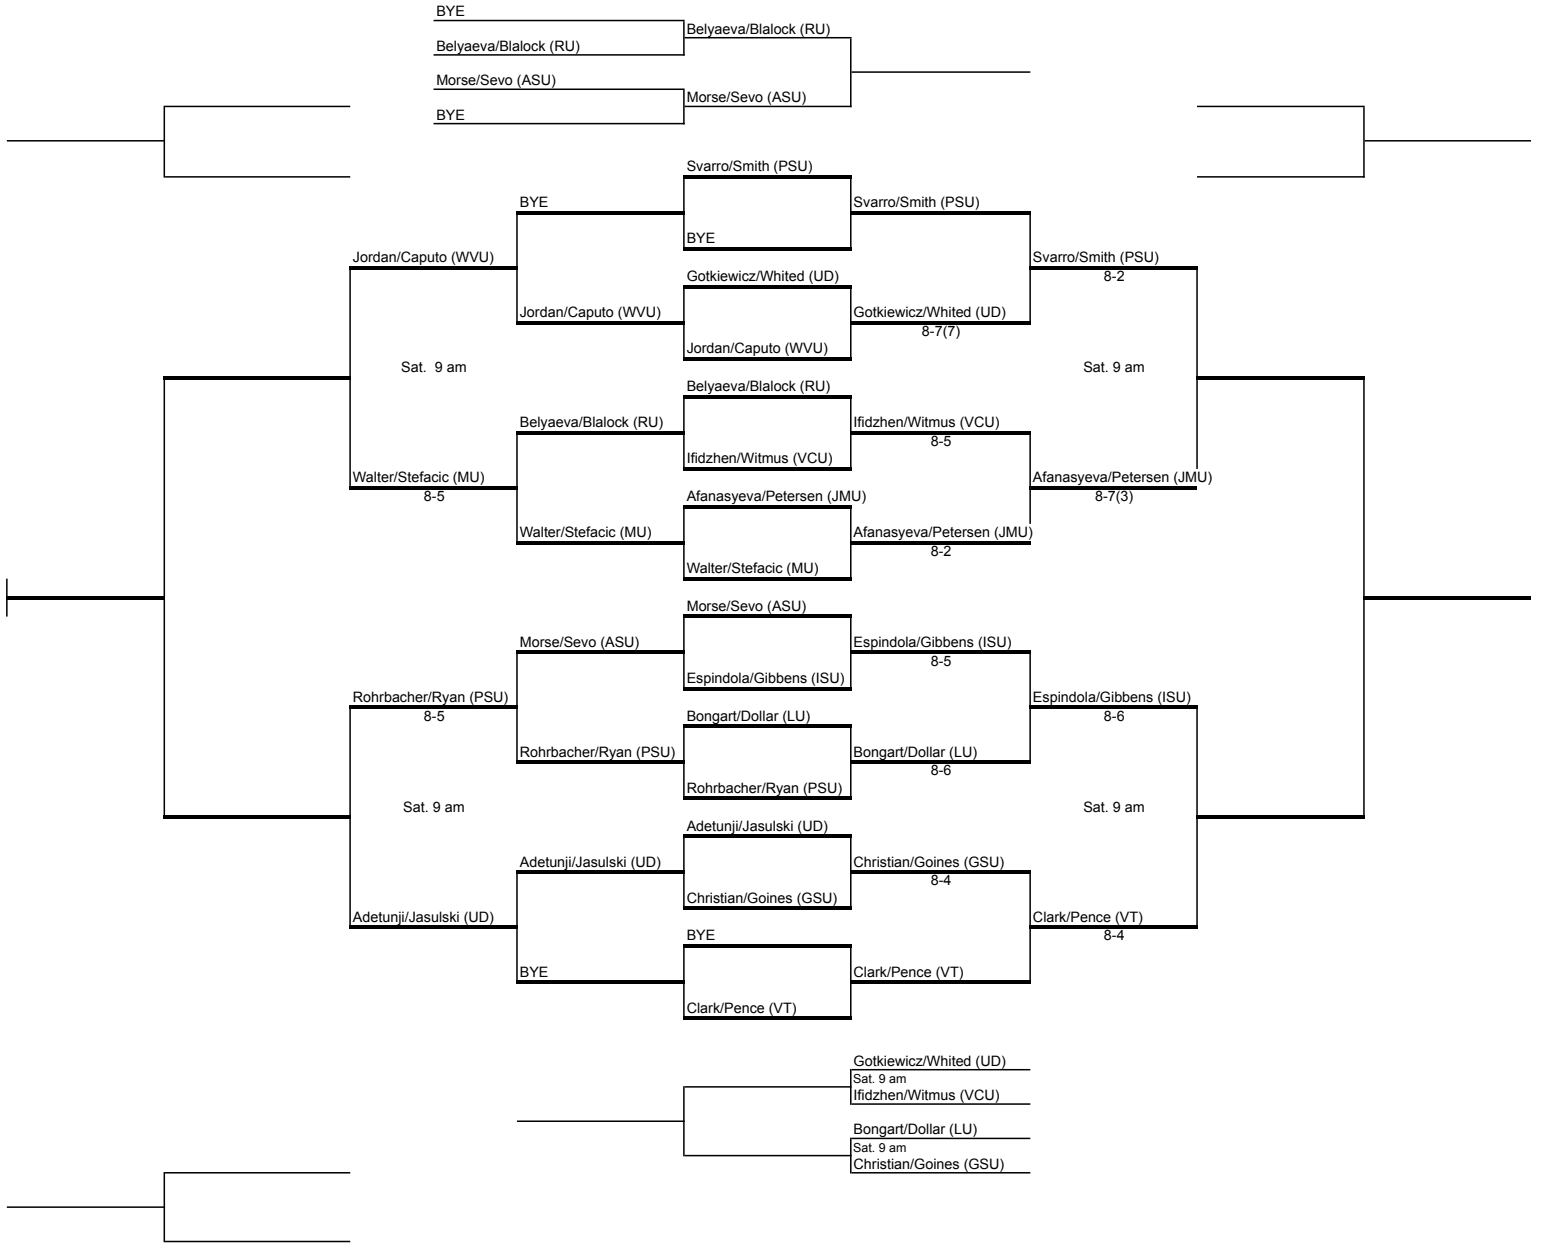 BYE
Belyaeva/Blalock (RU)
Belyaeva/Blalock (RU)
Morse/Sevo (ASU)
Morse/Sevo (ASU)
BYE
Svarro/Smith (PSU)
BYE
Svarro/Smith (PSU)
BYE
Jordan/Caputo (WVU)
Svarro/Smith (PSU)
8-2
Gotkiewicz/Whited (UD)
Jordan/Caputo (WVU)
Gotkiewicz/Whited (UD)
8-7(7)
Jordan/Caputo (WVU)
Sat. 9 am
Sat. 9 am
Belyaeva/Blalock (RU)
Belyaeva/Blalock (RU)
Ifidzhen/Witmus (VCU)
8-5
Ifidzhen/Witmus (VCU)
Walter/Stefacic (MU)
8-5
Afanasyeva/Petersen (JMU)
8-7(3)
Afanasyeva/Petersen (JMU)
Walter/Stefacic (MU)
Afanasyeva/Petersen (JMU)
8-2
Walter/Stefacic (MU)
Morse/Sevo (ASU)
Morse/Sevo (ASU)
Espindola/Gibbens (ISU)
8-5
Espindola/Gibbens (ISU)
Rohrbacher/Ryan (PSU)
8-5
Espindola/Gibbens (ISU)
8-6
Bongart/Dollar (LU)
Rohrbacher/Ryan (PSU)
Bongart/Dollar (LU)
8-6
Rohrbacher/Ryan (PSU)
Sat. 9 am
Sat. 9 am
Adetunji/Jasulski (UD)
Adetunji/Jasulski (UD)
Christian/Goines (GSU)
8-4
Christian/Goines (GSU)
Adetunji/Jasulski (UD)
Clark/Pence (VT)
8-4
BYE
BYE
Clark/Pence (VT)
Clark/Pence (VT)
Gotkiewicz/Whited (UD)
Sat. 9 am
Ifidzhen/Witmus (VCU)
Bongart/Dollar (LU)
Sat. 9 am
Christian/Goines (GSU)